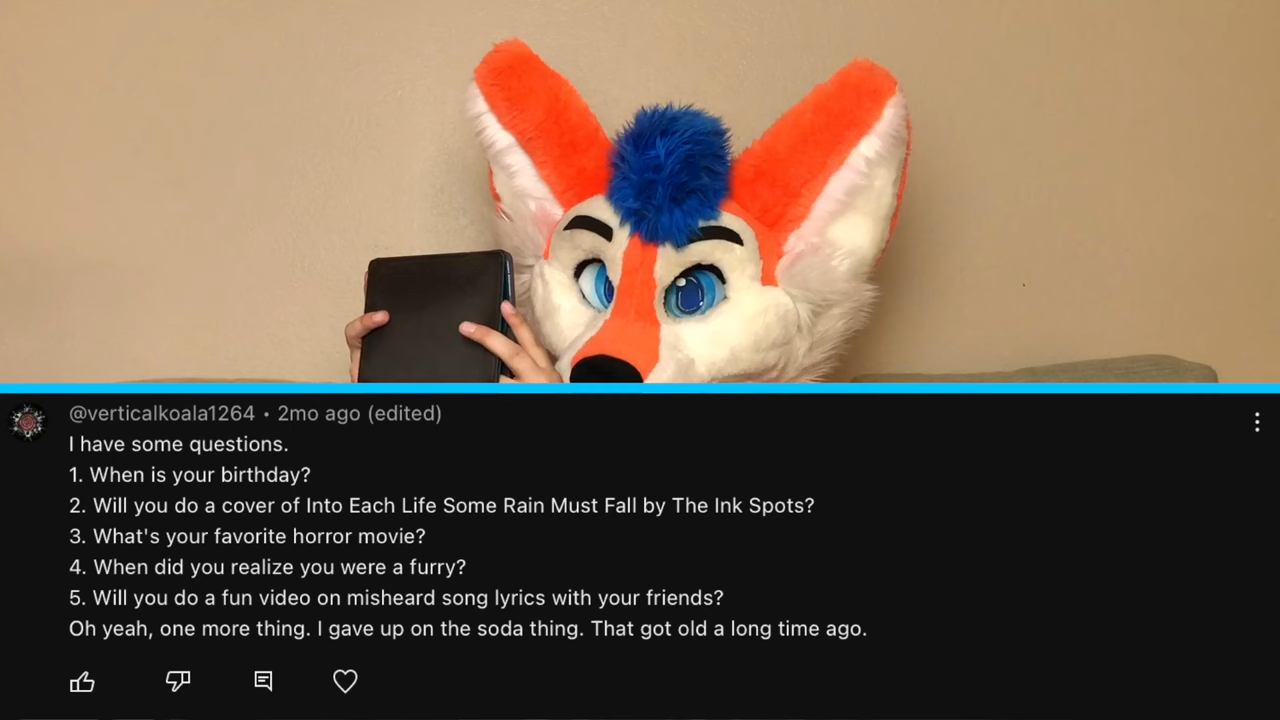 @verticalkoala1264 • 2mo ago (edited)
I have some questions.
1. When is your birthday?
2. Will you do a cover of Into Each Life Some Rain Must Fall by The Ink Spots?
3. What's your favorite horror movie?
4. When did you realize you were a furry?
5. Will you do a fun video on misheard song lyrics with your friends?
Oh yeah, one more thing. I gave up on the soda thing. That got old a long time ago.